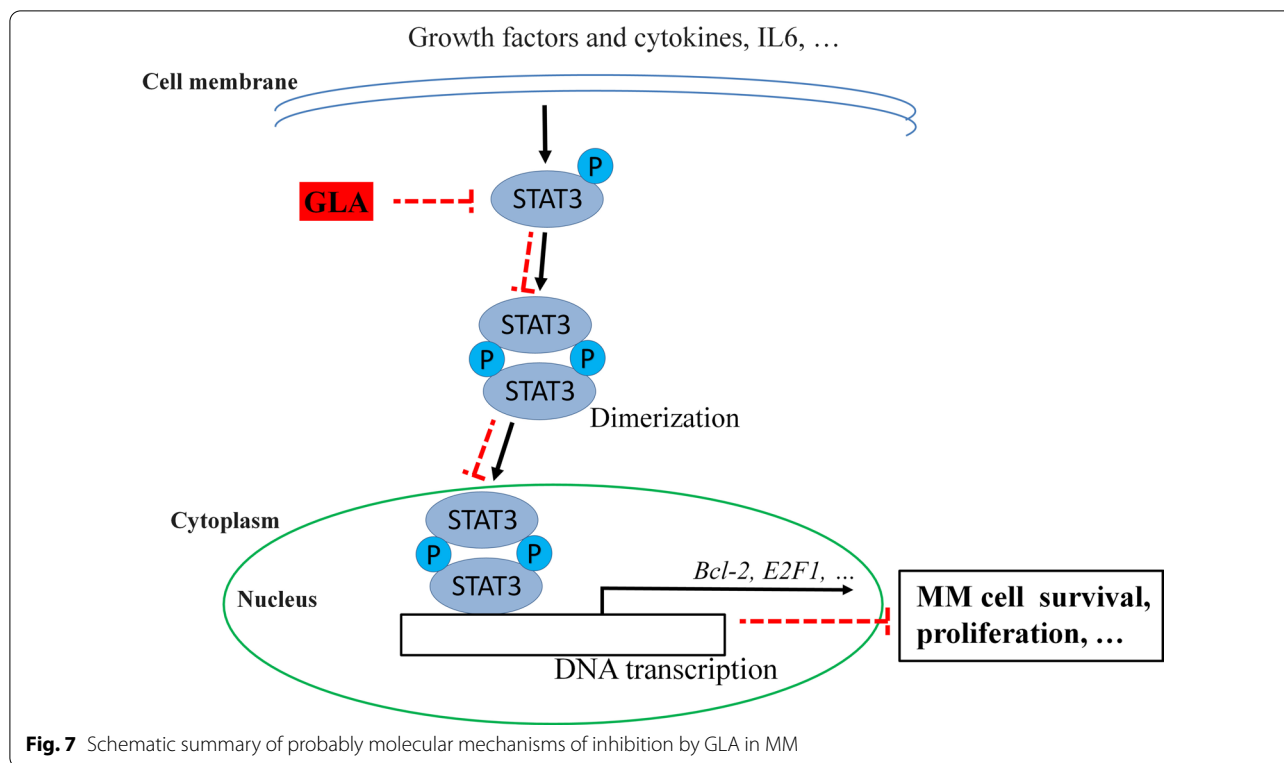 Growth factors and cytokines, IL6, …
Cell membrane
P
STAT3
GLA
STAT3
P
P
STAT3
Dimerization
Cytoplasm
STAT3
P
P
STAT3
Bcl-2, E2F1, …
Nucleus
MM cell survival,
proliferation, …
DNA transcription
Fig. 7 Schematic summary of probably molecular mechanisms of inhibition by GLA in MM